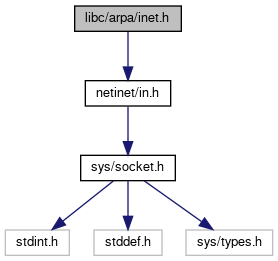 libc/arpa/inet.h
netinet/in.h
sys/socket.h
stdint.h
stddef.h
sys/types.h